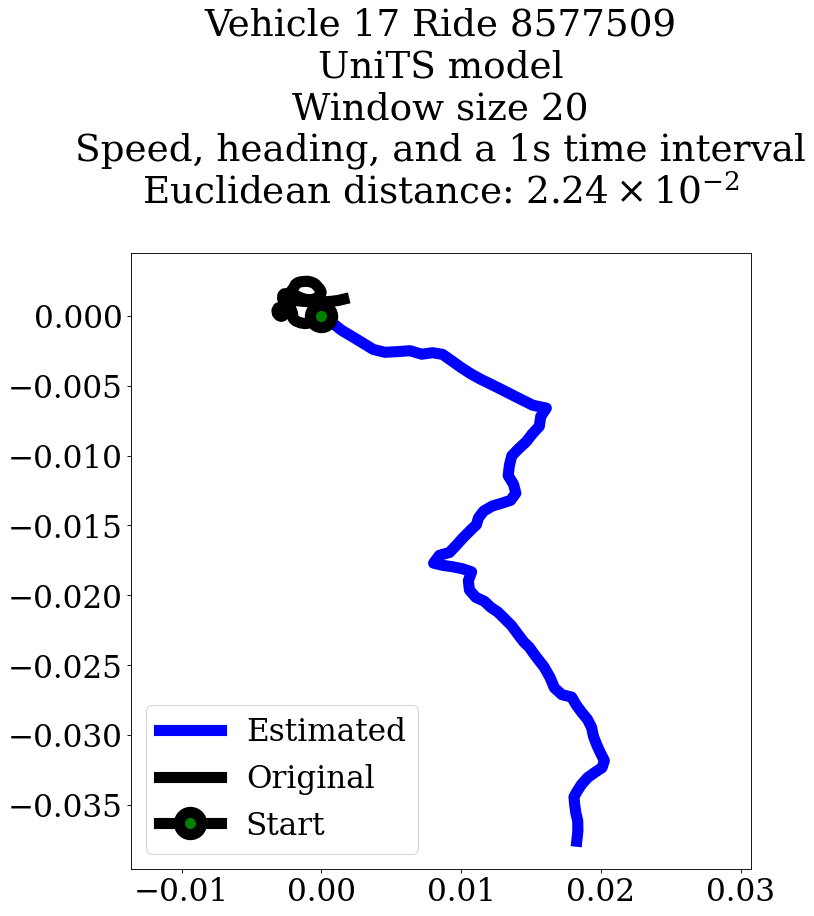 Vehicle 17 Ride 8577509
UniTS model
Window size 20
Speed, heading, and a 1s time interval
Euclidean distance: 2.24 × 10⁻²
0.000
−0.005
−0.010
−0.015
−0.020
−0.025
−0.030
−0.035
Estimated
Original
Start
−0.01 0.00 0.01 0.02 0.03